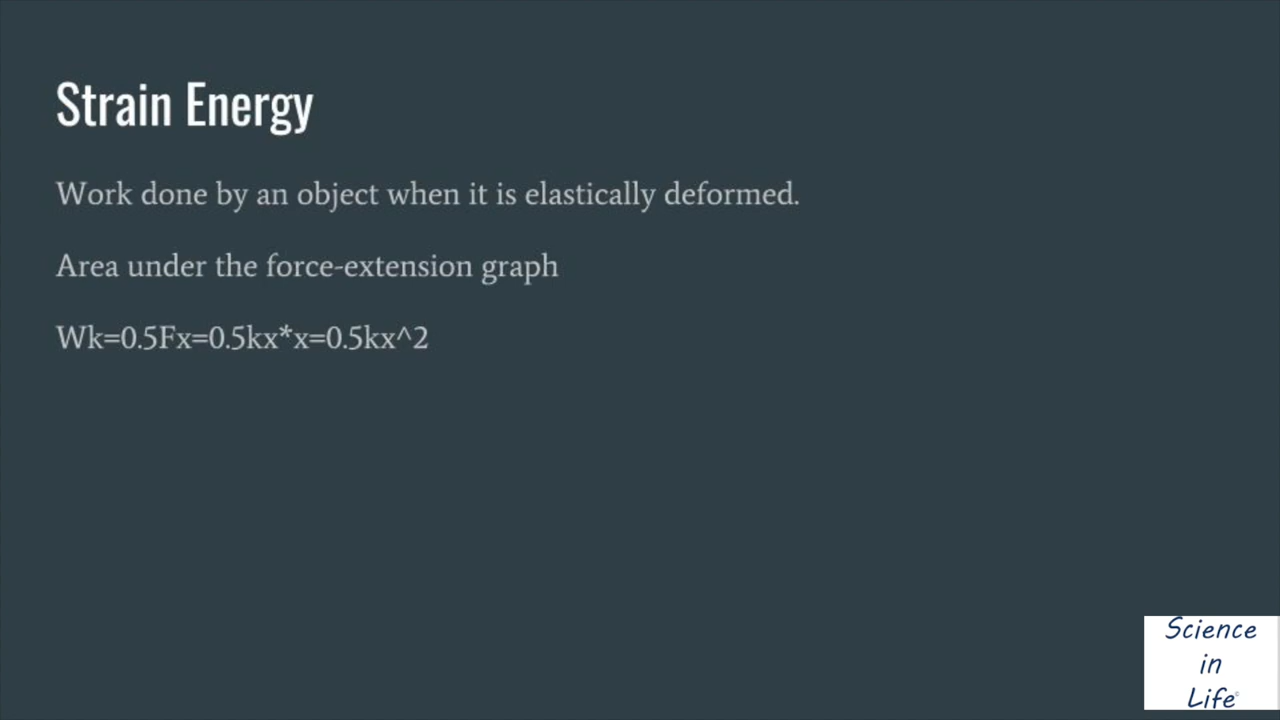 Strain Energy
Work done by an object when it is elastically deformed.
Area under the force-extension graph
Wk=0.5Fx=0.5kx*x=0.5kx^2
Science
in
Life©